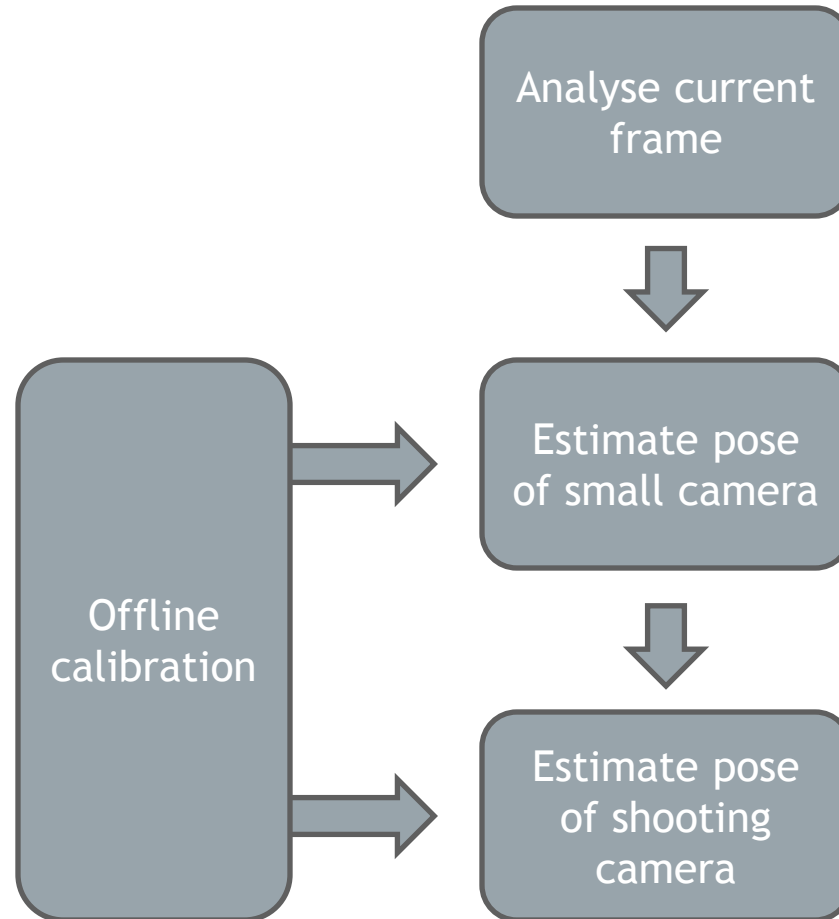 Analyse current
frame
Estimate pose
of small camera
Offline
calibration
Estimate pose
of shooting
camera